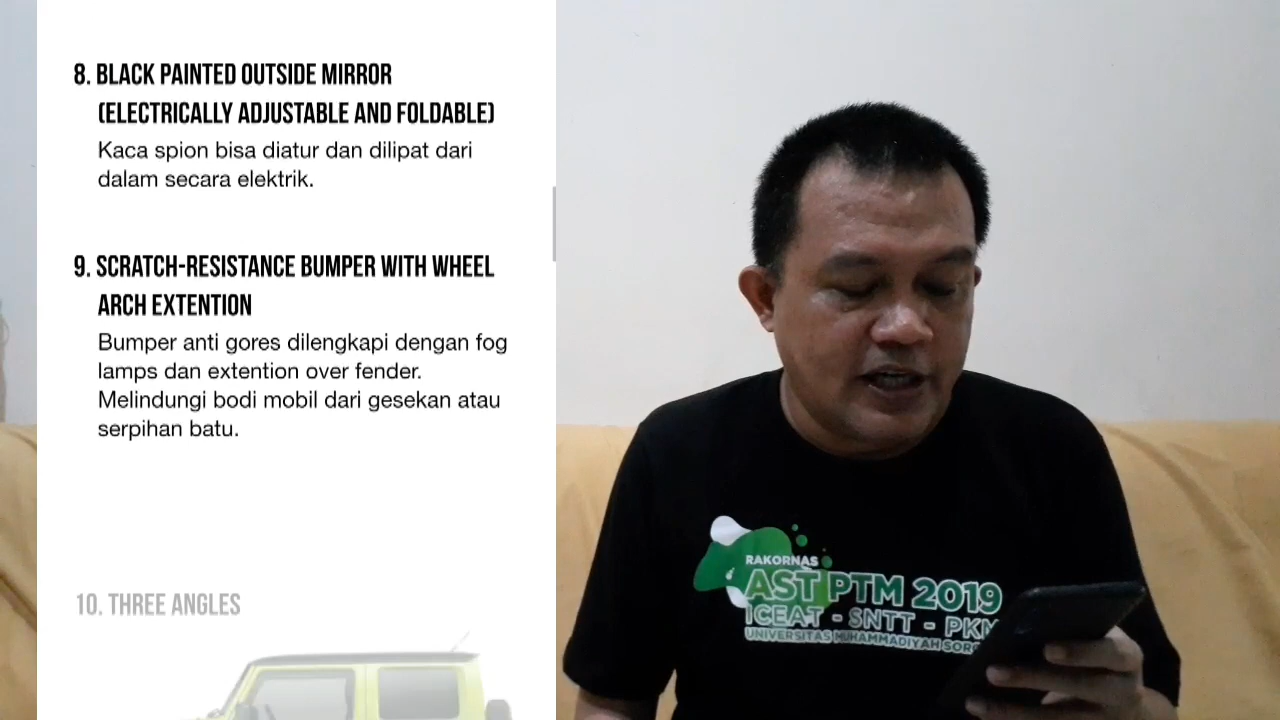 8. BLACK PAINTED OUTSIDE MIRROR
(ELECTRICALLY ADJUSTABLE AND FOLDABLE)
Kaca spion bisa diatur dan dilipat dari
dalam secara elektrik.
9. SCRATCH-RESISTANCE BUMPER WITH WHEEL
ARCH EXTENTION
Bumper anti gores dilengkapi dengan fog
lamps dan extention over fender.
Melindungi bodi mobil dari gesekan atau
serpihan batu.
10. THREE ANGLES
RAKORNAS
AST PTM 2019
ICEAT - SNTT - PKM
UNIVERSITAS MUHAMMADIYAH